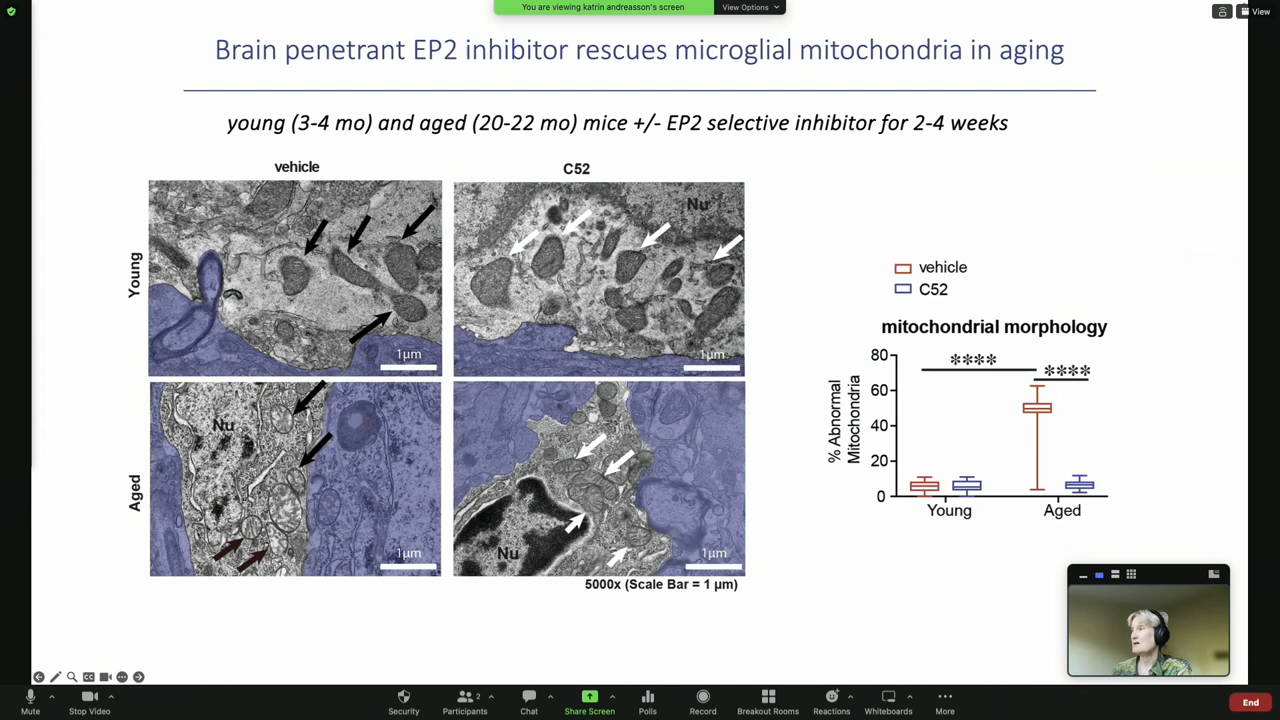 You are viewing katrin andreasson's screen
View Options
View
Brain penetrant EP2 inhibitor rescues microglial mitochondria in aging
young (3-4 mo) and aged (20-22 mo) mice +/- EP2 selective inhibitor for 2-4 weeks
vehicle
C52
Young
Nu
1µm
1µm
Aged
Nu
1µm
Nu
1µm
5000x (Scale Bar = 1 µm)
vehicle
C52
mitochondrial morphology
% Abnormal
Mitochondria
80
60
40
20
0
****
****
Young
Aged
Mute
Stop Video
Security
Participants
2
Chat
Share Screen
Polls
Record
Breakout Rooms
Reactions
Whiteboards
More
End